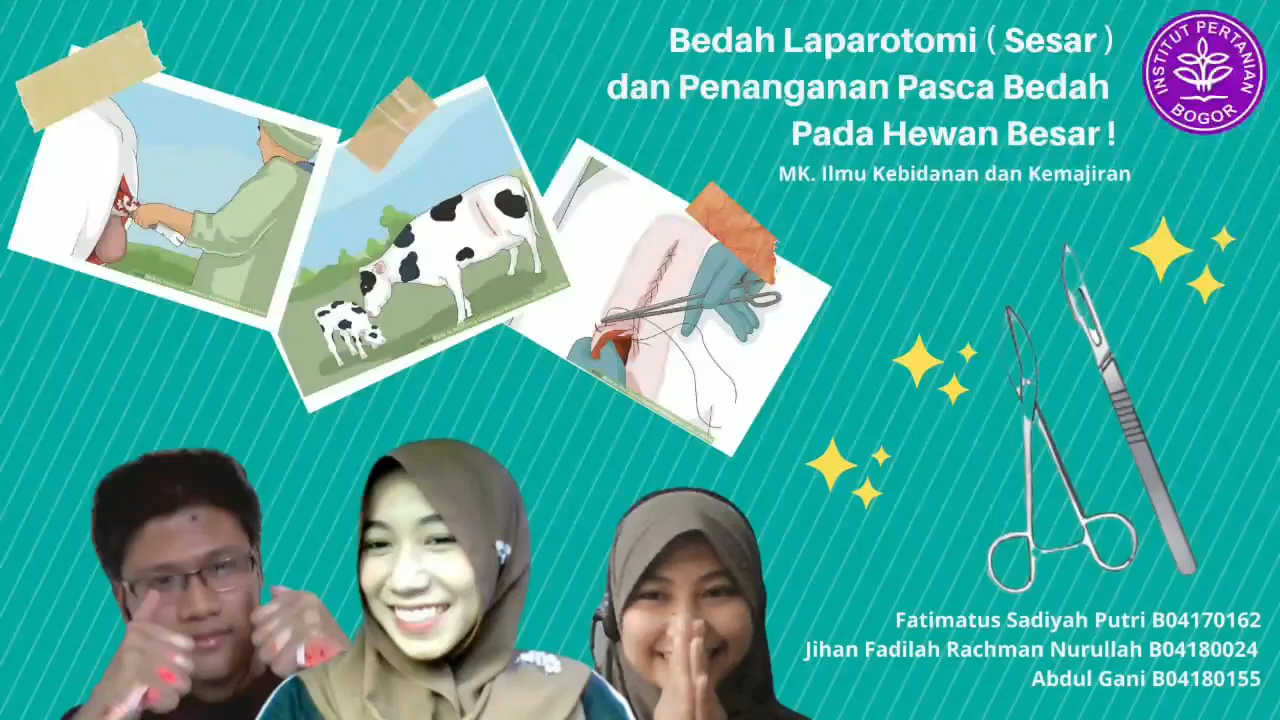 Bedah Laparotomi ( Sesar )
dan Penanganan Pasca Bedah
Pada Hewan Besar !
MK. Ilmu Kebidanan dan Kemajiran
INSTITUT PERTANIAN
BOGOR
Fatimatus Sadiyah Putri B04170162
Jihan Fadilah Rachman Nurullah B04180024
Abdul Gani B04180155